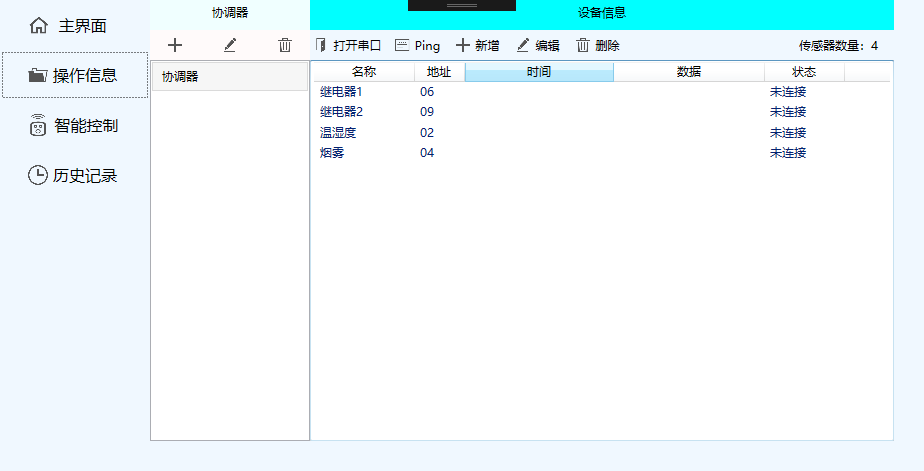 主界面
操作信息
智能控制
历史记录
协调器
协调器
设备信息
打开串口 Ping 新增 编辑 删除 传感器数量：4
名称 地址 时间 数据 状态
继电器1 06 未连接
继电器2 09 未连接
温湿度 02 未连接
烟雾 04 未连接